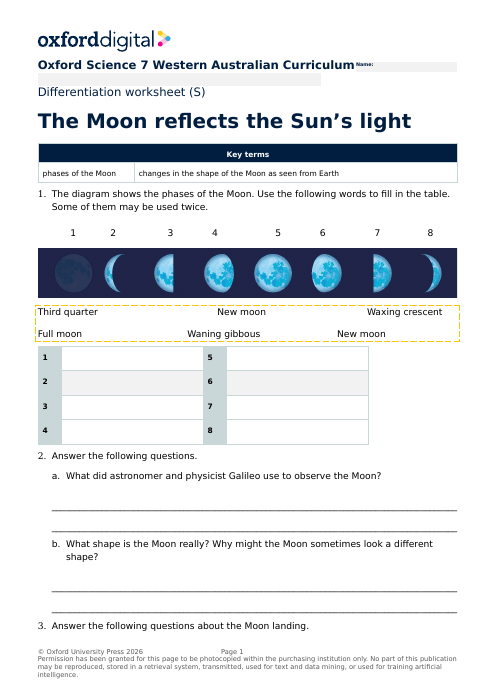 oxforddigital
Oxford Science 7 Western Australian Curriculum Name:
Differentiation worksheet (S)
The Moon reflects the Sun’s light
Key terms
phases of the Moon changes in the shape of the Moon as seen from Earth
1. The diagram shows the phases of the Moon. Use the following words to fill in the table.
Some of them may be used twice.
1 2 3 4 5 6 7 8
Third quarter New moon Waxing crescent
Full moon Waning gibbous New moon
1 5
2 6
3 7
4 8
2. Answer the following questions.
a. What did astronomer and physicist Galileo use to observe the Moon?
b. What shape is the Moon really? Why might the Moon sometimes look a different
shape?
3. Answer the following questions about the Moon landing.
© Oxford University Press 2026 Page 1
Permission has been granted for this page to be photocopied within the purchasing institution only. No part of this publication
may be reproduced, stored in a retrieval system, transmitted, used for text and data mining, or used for training artificial
intelligence.